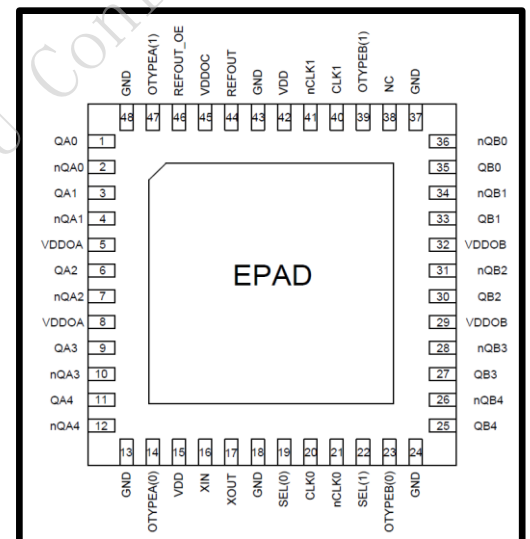 U Con
GND OTYPEA(1) REFOUT_OE VDDOC REFOUT GND VDD nCLK1 CLK1 OTYPEB(1) NC GND
48 47 46 45 44 43 42 41 40 39 38 37
QA0 1 36 nQB0
nQA0 2 35 QB0
QA1 3 34 nQB1
nQA1 4 33 QB1
VDDOA 5 32 VDDOB
QA2 6 31 nQB2
nQA2 7 30 QB2
EPAD
VDDOA 8 29 VDDOB
QA3 9 28 nQB3
nQA3 10 27 QB3
QA4 11 26 nQB4
nQA4 12 25 QB4
13 14 15 16 17 18 19 20 21 22 23 24
GND OTYPEA(0) VDD XIN XOUT GND SEL(0) CLK0 nCLK0 SEL(1) OTYPEB(0) GND